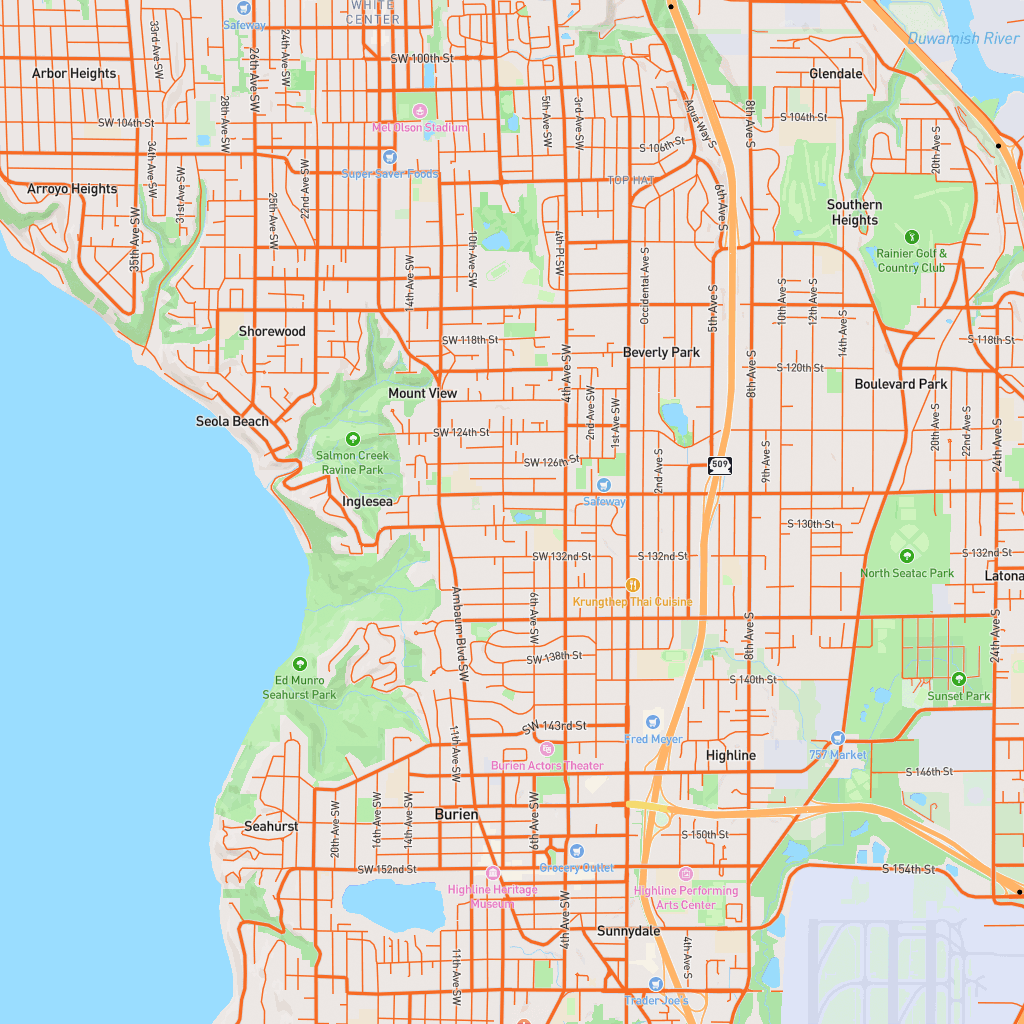 WHITE
CENTER
Safeway
Duwamish River
33rd Ave SW
24th Ave SW
26th Ave SW
SW 100th St
Arbor Heights
Glendale
28th Ave SW
5th Ave SW
3rd Ave SW
Aqua Way S
8th Ave S
Mel Olson Stadium
SW 104th St
S 104th St
34th Ave SW
20th Ave S
S 106th St
Super Saver Foods
TOP HAT
Arroyo Heights
31st Ave SW
22nd Ave SW
25th Ave SW
35th Ave SW
6th Ave S
Southern
Heights
10th Ave SW
4th Pl SW
Rainier Golf &
Country Club
14th Ave SW
Occidental Ave S
5th Ave S
10th Ave S
12th Ave S
14th Ave S
Shorewood
SW 118th St
S 118th St
Beverly Park
8th Ave S
S 120th St
4th Ave SW
Mount View
Boulevard Park
2nd Ave SW
1st Ave SW
20th Ave S
22nd Ave S
24th Ave S
Seola Beach
SW 124th St
9th Ave S
Salmon Creek
Ravine Park
SW 126th St
2nd Ave S
509
Safeway
Inglesea
S 130th St
SW 132nd St
S 132nd St
S 132nd St
North Seatac Park
Latona
Krungthep Thai Cuisine
Ambaum Blvd SW
6th Ave SW
8th Ave S
24th Ave S
SW 138th St
Ed Munro
Seahurst Park
S 140th St
Sunset Park
SW 143rd St
11th Ave SW
Fred Meyer
757 Market
Highline
Burien Actors Theater
S 146th St
20th Ave SW
16th Ave SW
14th Ave SW
6th Ave SW
Burien
Seahurst
S 150th St
SW 152nd St
Grocery Outlet
S 154th St
Highline Heritage
Museum
Highline Performing
Arts Center
4th Ave SW
Sunnydale
11th Ave SW
4th Ave S
Trader Joe's